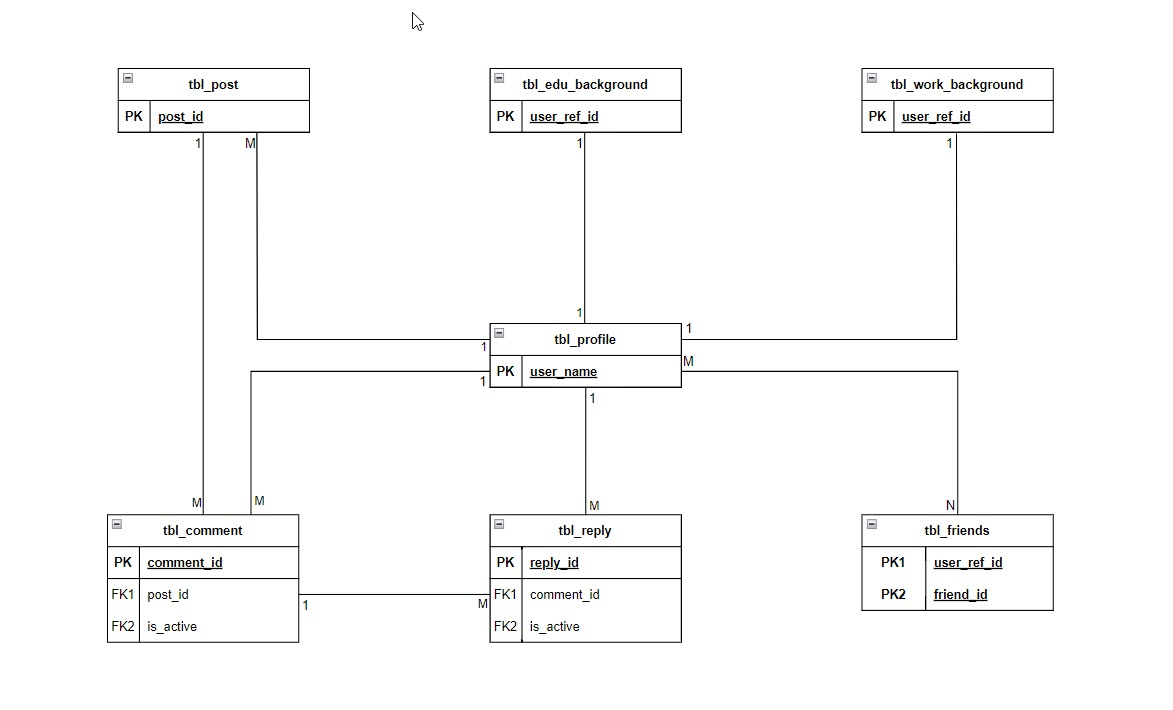 tbl_post
PK post_id
tbl_edu_background
PK user_ref_id
tbl_work_background
PK user_ref_id
1 M
1
1
1
1
1
M
1
tbl_profile
PK user_name
1
1
M
M
M
N
tbl_comment
PK comment_id
FK1 post_id
FK2 is_active
1
M
tbl_reply
PK reply_id
FK1 comment_id
FK2 is_active
tbl_friends
PK1 user_ref_id
PK2 friend_id